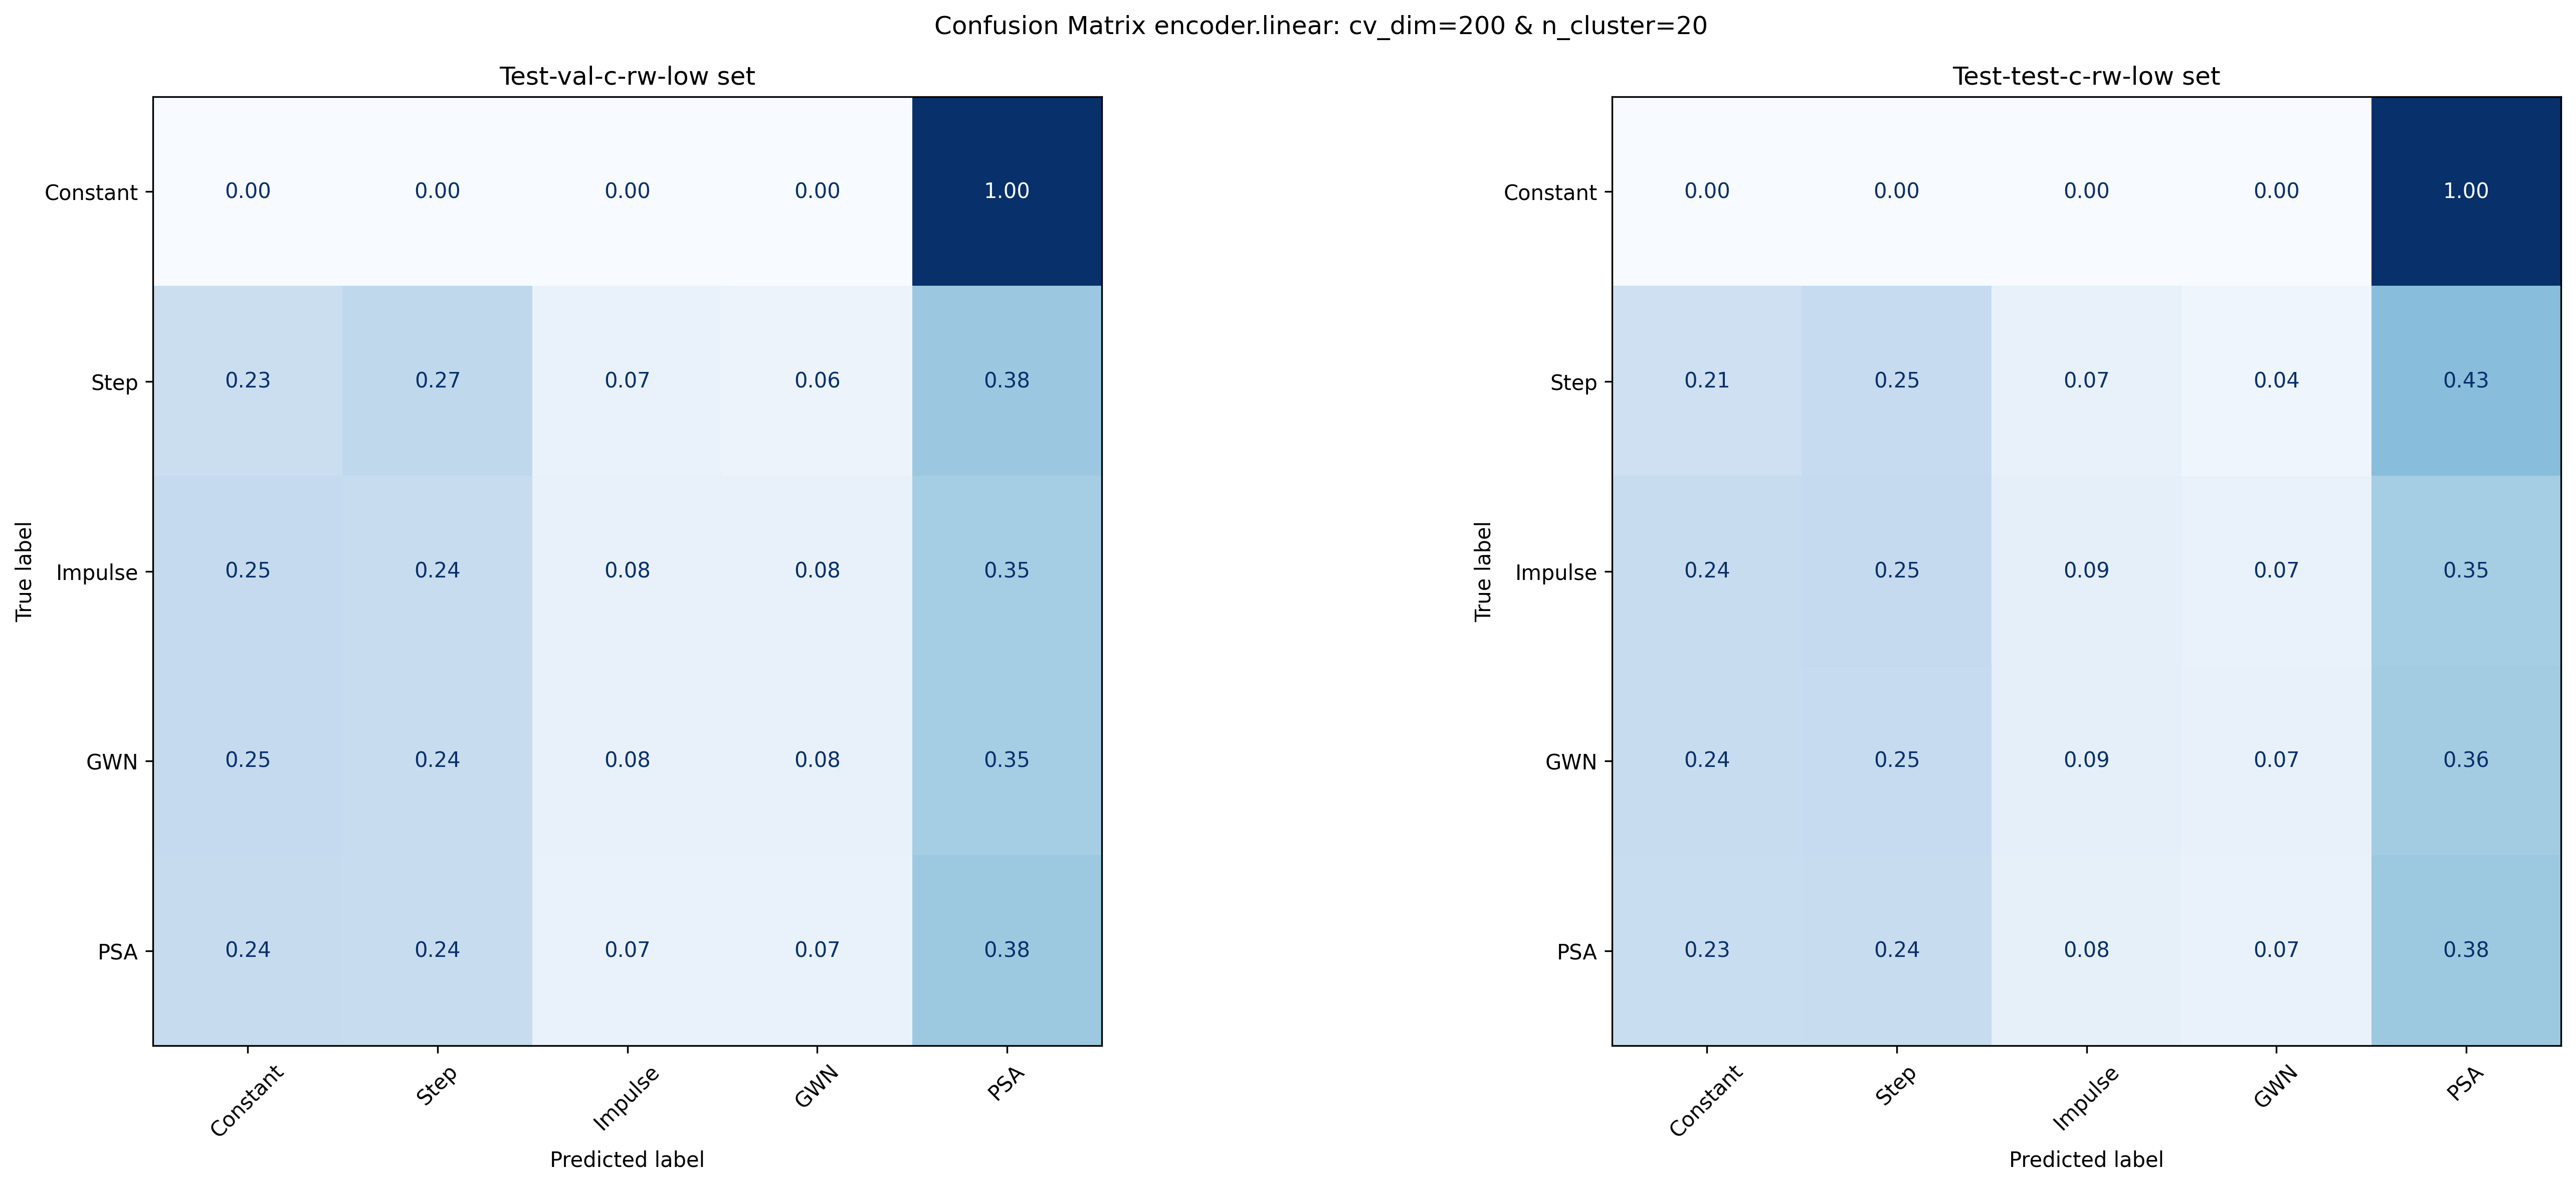 Confusion Matrix encoder.linear: cv_dim=200 & n_cluster=20
Test-val-c-rw-low set
True label
Constant 0.00 0.00 0.00 0.00 1.00
Step 0.23 0.27 0.07 0.06 0.38
Impulse 0.25 0.24 0.08 0.08 0.35
GWN 0.25 0.24 0.08 0.08 0.35
PSA 0.24 0.24 0.07 0.07 0.38
Constant Step Impulse GWN PSA
Predicted label
Test-test-c-rw-low set
True label
Constant 0.00 0.00 0.00 0.00 1.00
Step 0.21 0.25 0.07 0.04 0.43
Impulse 0.24 0.25 0.09 0.07 0.35
GWN 0.24 0.25 0.09 0.07 0.36
PSA 0.23 0.24 0.08 0.07 0.38
Constant Step Impulse GWN PSA
Predicted label